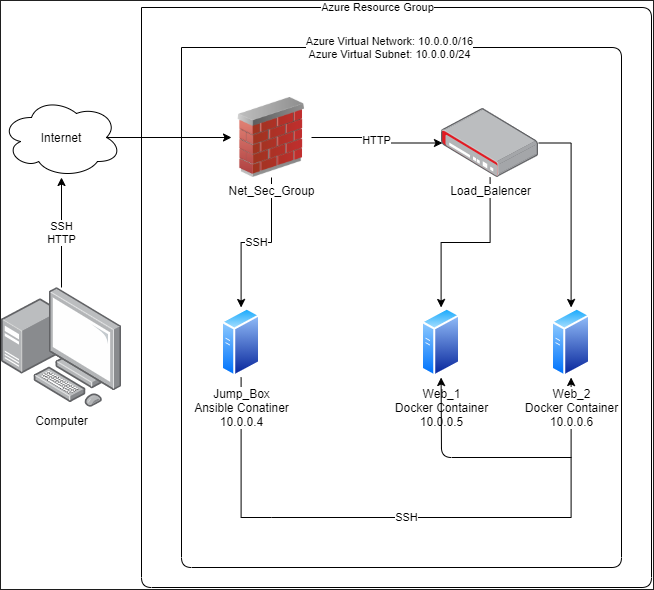 Azure Resource Group
Azure Virtual Network: 10.0.0.0/16
Azure Virtual Subnet: 10.0.0.0/24
Internet
HTTP
Net_Sec_Group
Load_Balencer
SSH
HTTP
SSH
Computer
Jump_Box
Ansible Conatiner
10.0.0.4
Web_1
Docker Container
10.0.0.5
Web_2
Docker Container
10.0.0.6
SSH